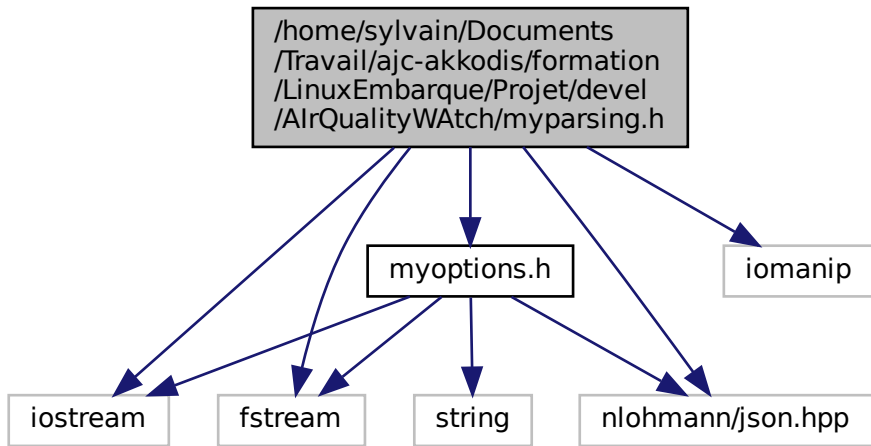 /home/sylvain/Documents
/Travail/ajc-akkodis/formation
/LinuxEmbarque/Projet/devel
/AIrQualityWAtch/myparsing.h
myoptions.h
iomanip
iostream
fstream
string
nlohmann/json.hpp